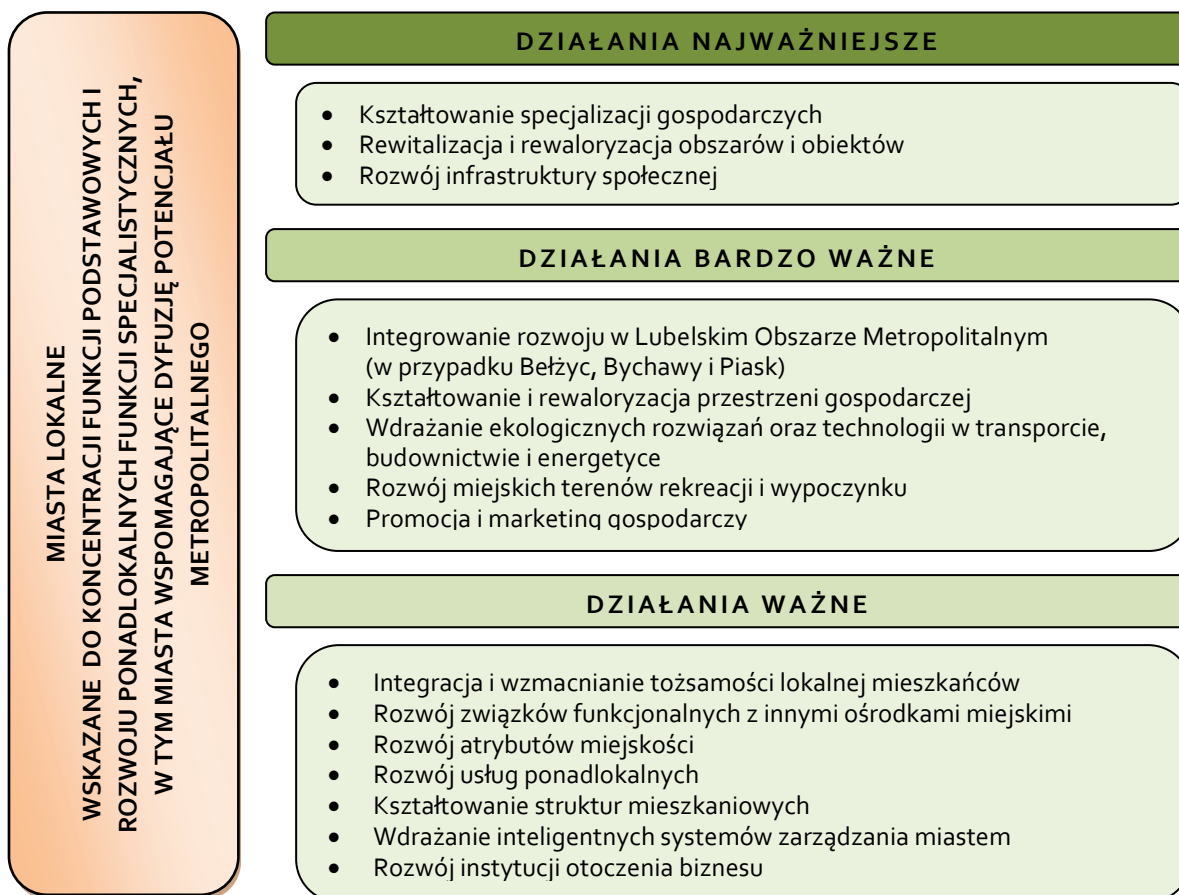 MIASTA LOKALNE
WSKAZANE DO KONCENTRACJI FUNKCJI PODSTAWOWYCH I
ROZWOJU PONADLOKALNYCH FUNKCJI SPECJALISTYCZNYCH,
W TYM MIASTA WSPOMAGAJĄCE DYFUZJĘ POTENCJAŁU
METROPOLITALNEGO
DZIAŁANIA NAJWAŻNIEJSZE
• Kształtowanie specjalizacji gospodarczych
• Rewitalizacja i rewaloryzacja obszarów i obiektów
• Rozwój infrastruktury społecznej
DZIAŁANIA BARDZO WAŻNE
• Integrowanie rozwoju w Lubelskim Obszarze Metropolitalnym
(w przypadku Bełżyc, Bychawy i Piask)
• Kształtowanie i rewaloryzacja przestrzeni gospodarczej
• Wdrażanie ekologicznych rozwiązań oraz technologii w transporcie,
budownictwie i energetyce
• Rozwój miejskich terenów rekreacji i wypoczynku
• Promocja i marketing gospodarczy
DZIAŁANIA WAŻNE
• Integracja i wzmacnianie tożsamości lokalnej mieszkańców
• Rozwój związków funkcjonalnych z innymi ośrodkami miejskimi
• Rozwój atrybutów miejskości
• Rozwój usług ponadlokalnych
• Kształtowanie struktur mieszkaniowych
• Wdrażanie inteligentnych systemów zarządzania miastem
• Rozwój instytucji otoczenia biznesu